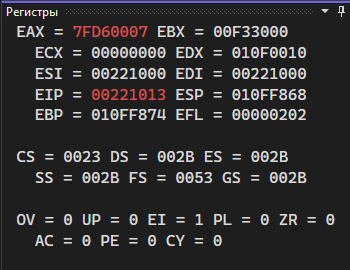 Регистры
EAX = 7FD60007 EBX = 00F33000
ECX = 00000000 EDX = 010F0010
ESI = 00221000 EDI = 00221000
EIP = 00221013 ESP = 010FF868
EBP = 010FF874 EFL = 00000202
CS = 0023 DS = 002B ES = 002B
SS = 002B FS = 0053 GS = 002B
OV = 0 UP = 0 EI = 1 PL = 0 ZR = 0
AC = 0 PE = 0 CY = 0